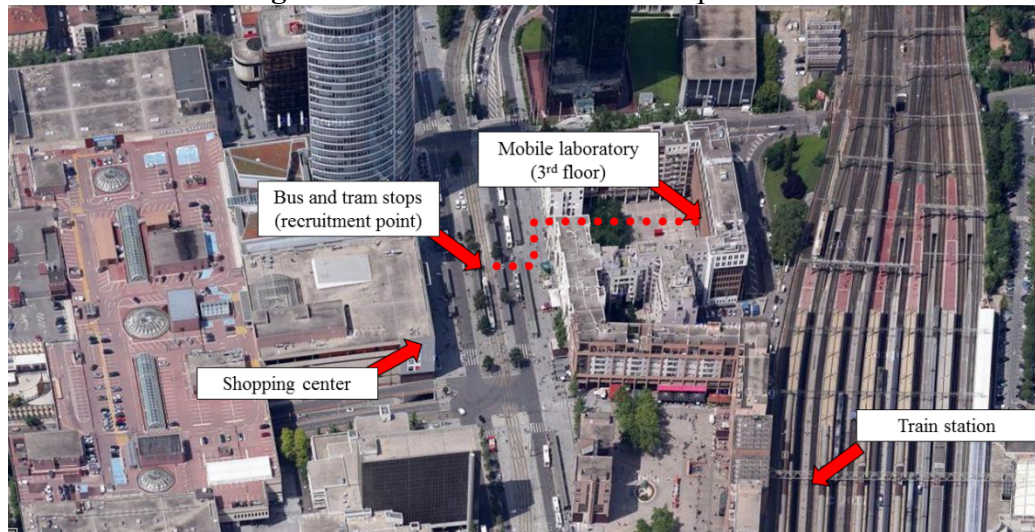 Mobile laboratory
(3rd floor)
Bus and tram stops
(recruitment point)
Shopping center
Train station